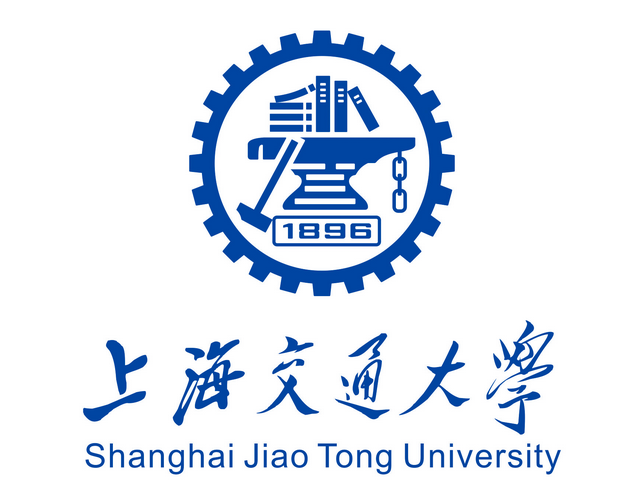 1896
上海交通大學
Shanghai Jiao Tong University